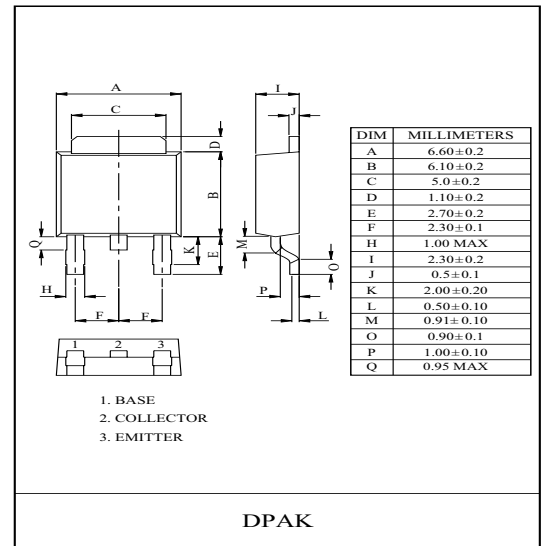 A
C
I
J
D
B
Q
K
E
M
O
H
P
F
F
L
1
2
3
1. BASE
2. COLLECTOR
3. EMITTER
DIM MILLIMETERS
A 6.60±0.2
B 6.10±0.2
C 5.0±0.2
D 1.10±0.2
E 2.70±0.2
F 2.30±0.1
H 1.00 MAX
I 2.30±0.2
J 0.5±0.1
K 2.00±0.20
L 0.50±0.10
M 0.91±0.10
O 0.90±0.1
P 1.00±0.10
Q 0.95 MAX
DPAK